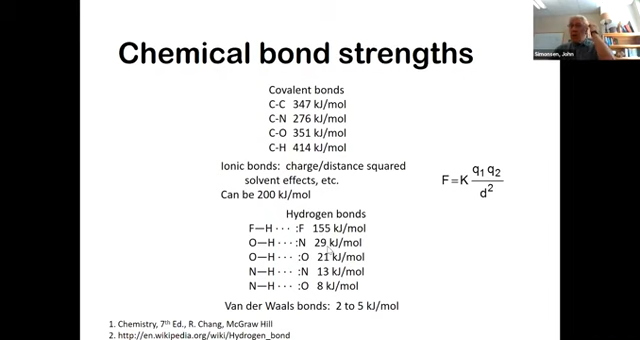 Chemical bond strengths
Simonsen, John
Covalent bonds
C-C 347 kJ/mol
C-N 276 kJ/mol
C-O 351 kJ/mol
C-H 414 kJ/mol
Ionic bonds: charge/distance squared
solvent effects, etc.
Can be 200 kJ/mol
F=K q₁ q₂ / d²
Hydrogen bonds
F—H · · · :F 155 kJ/mol
O—H · · · :N 29 kJ/mol
O—H · · · :O 21 kJ/mol
N—H · · · :N 13 kJ/mol
N—H · · · :O 8 kJ/mol
Van der Waals bonds: 2 to 5 kJ/mol
1. Chemistry, 7th Ed., R. Chang, McGraw Hill
2. http://en.wikipedia.org/wiki/Hydrogen_bond